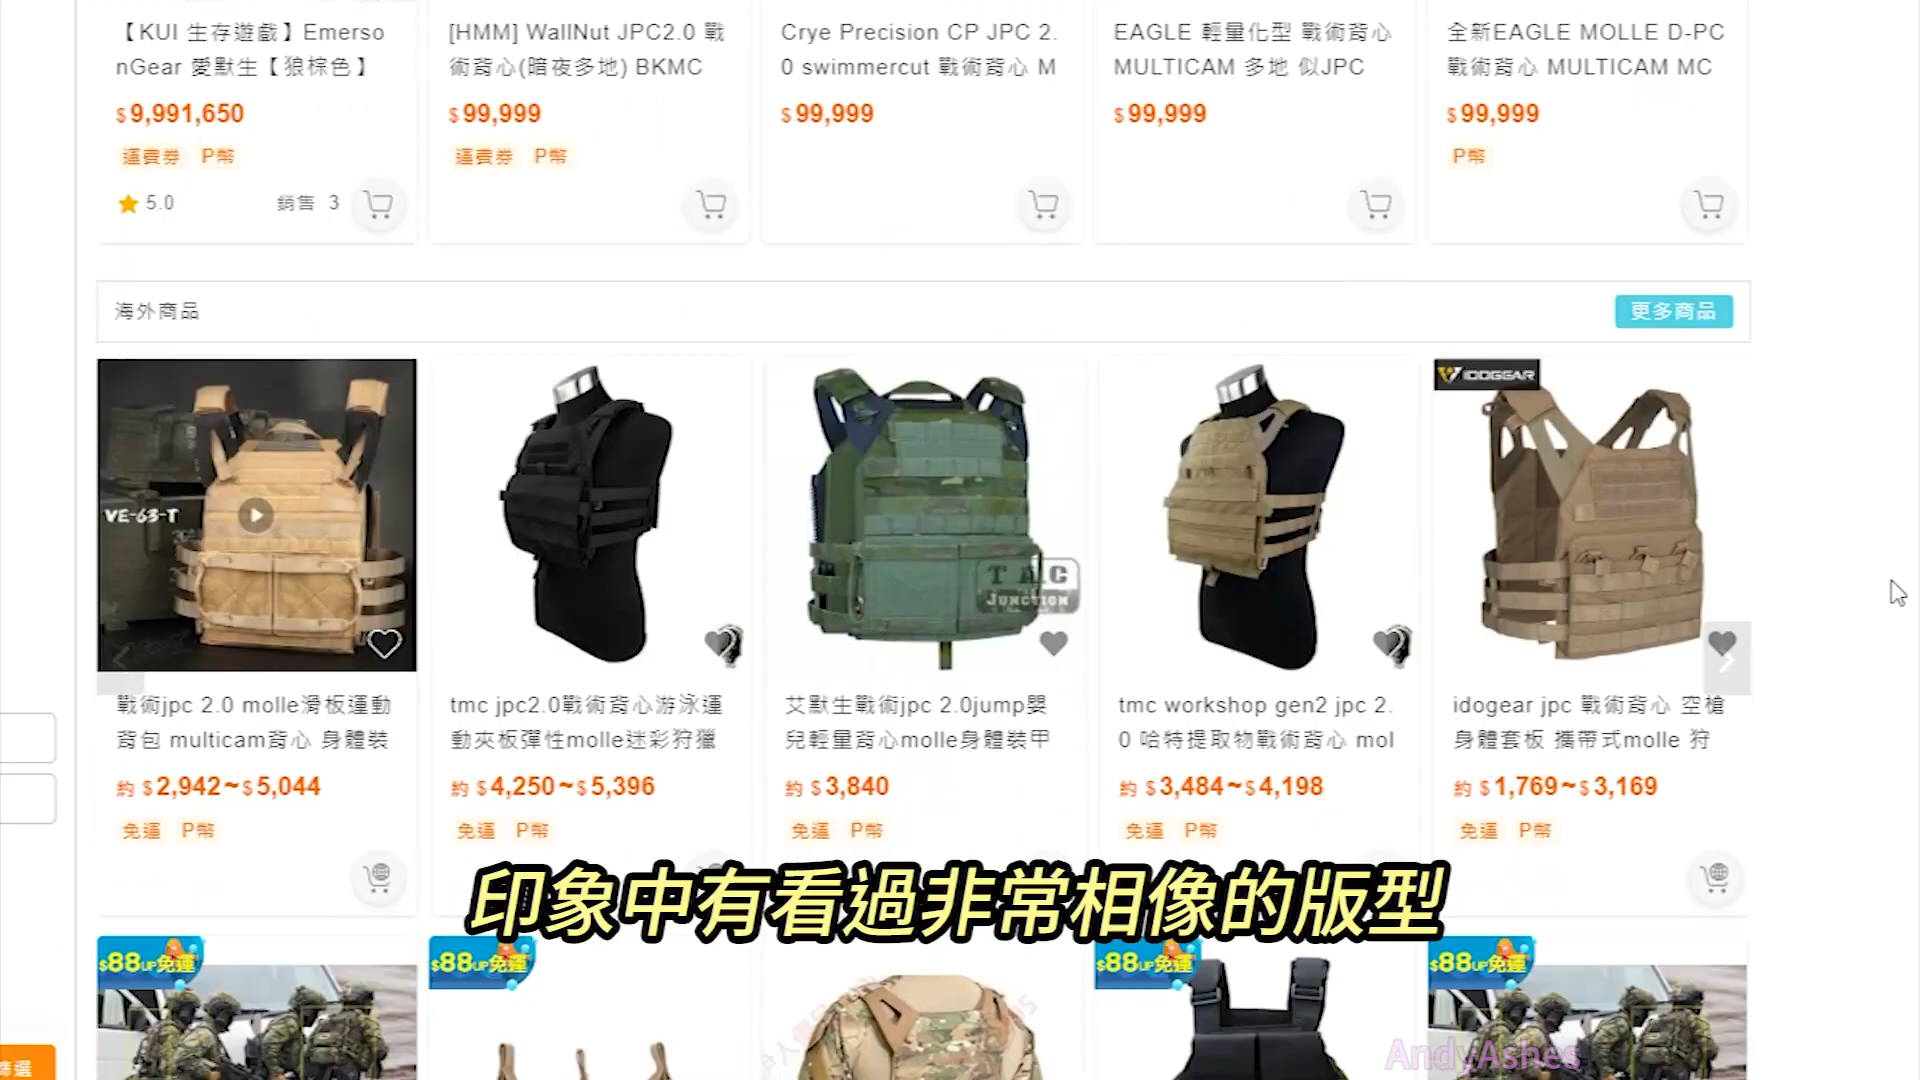 【KUI 生存遊戲】Emerso
nGear 愛默生【狼棕色】
$9,991,650
運費券 P幣
5.0
銷售 3
[HMM] WallNut JPC2.0 戰
術背心(暗夜多地) BKMC
$99,999
運費券 P幣
Crye Precision CP JPC 2.
0 swimmercut 戰術背心 M
$99,999
EAGLE 輕量化型 戰術背心
MULTICAM 多地 似JPC
$99,999
全新EAGLE MOLLE D-PC
戰術背心 MULTICAM MC
$99,999
P幣
海外商品
更多商品
VE-63-T
戰術jpc 2.0 molle滑板運動
背包 multicam背心 身體裝
約 $2,942~$5,044
免運 P幣
tmc jpc2.0戰術背心游泳運
動夾板彈性molle迷彩狩獵
約 $4,250~$5,396
免運 P幣
TMC
JUNCTION
艾默生戰術jpc 2.0jump嬰
兒輕量背心molle身體裝甲
約 $3,840
免運 P幣
tmc workshop gen2 jpc 2.
0 哈特提取物戰術背心 mol
約 $3,484~$4,198
免運 P幣
IDOGEAR
idogear jpc 戰術背心 空槍
身體套板 攜帶式molle 狩
約 $1,769~$3,169
免運 P幣
印象中有看過非常相像的版型
$88UP免運
$88UP免運
$88UP免運
$88UP免運
篩選
AndyAshes